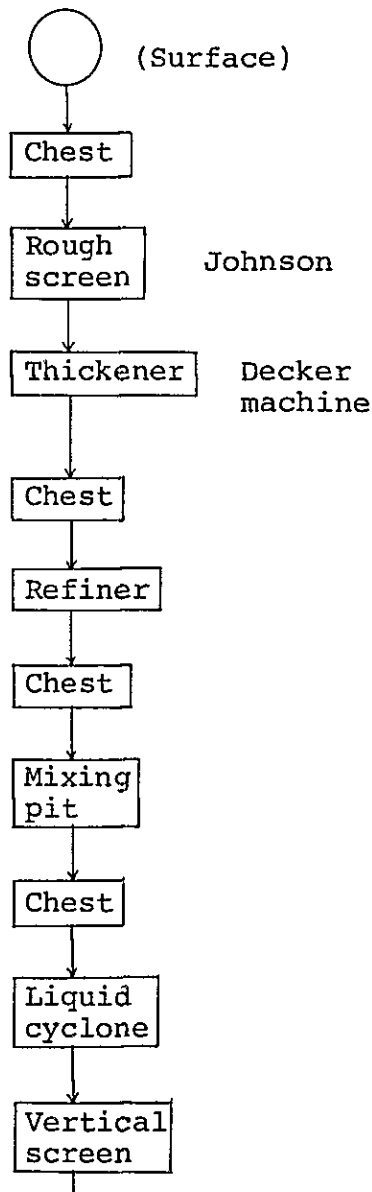 (Surface)
Chest
Rough
screen
Johnson
Thickener
Decker
machine
Chest
Refiner
Chest
Mixing
pit
Chest
Liquid
cyclone
Vertical
screen